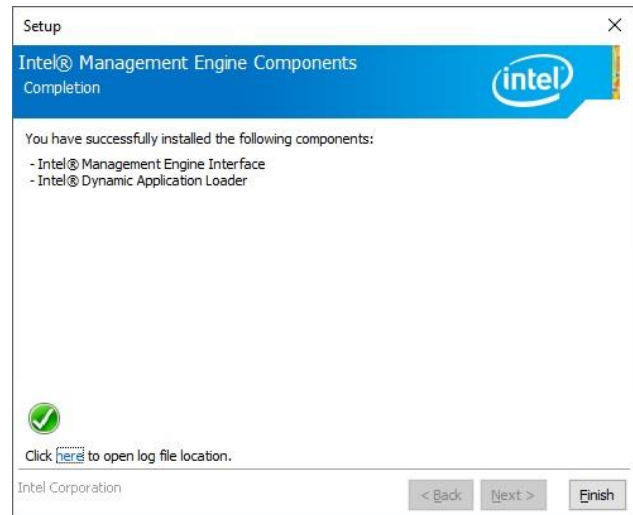 Setup
Intel® Management Engine Components
Completion
intel
You have successfully installed the following components:
- Intel® Management Engine Interface
- Intel® Dynamic Application Loader
Click here to open log file location.
Intel Corporation
< Back Next > Finish